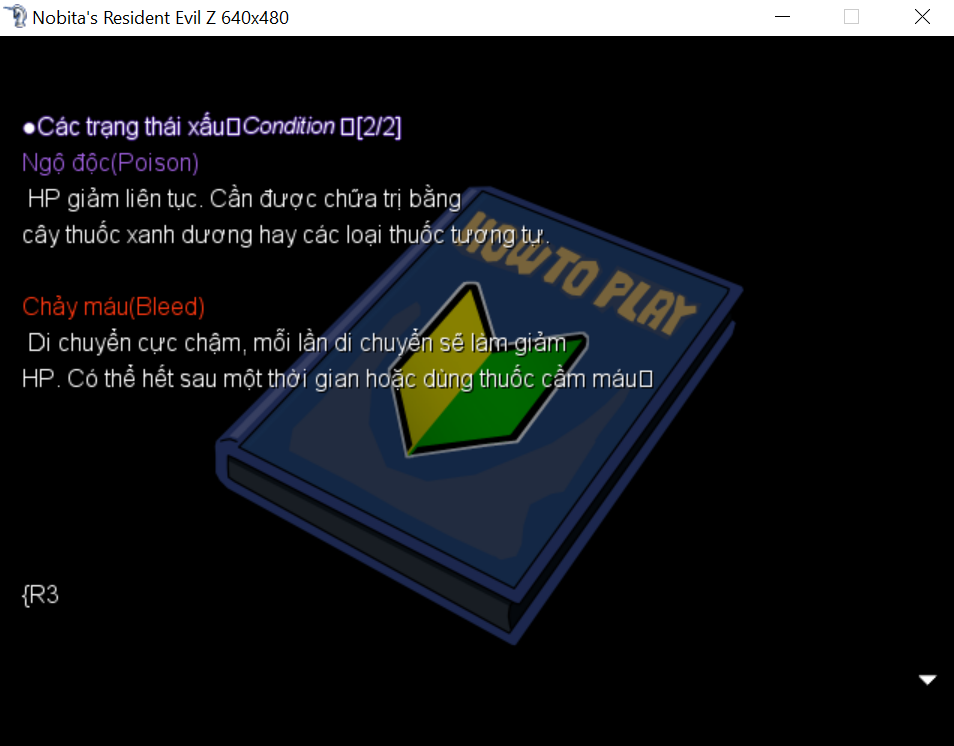 Nobita's Resident Evil Z 640x480
●Các trạng thái xấu▯Condition ▯[2/2]
Ngộ độc(Poison)
HP giảm liên tục. Cần được chữa trị bằng
cây thuốc xanh dương hay các loại thuốc tương tự.
HOW TO PLAY
Chảy máu(Bleed)
Di chuyển cực chậm, mỗi lần di chuyển sẽ làm giảm
HP. Có thể hết sau một thời gian hoặc dùng thuốc cầm máu▯
{R3